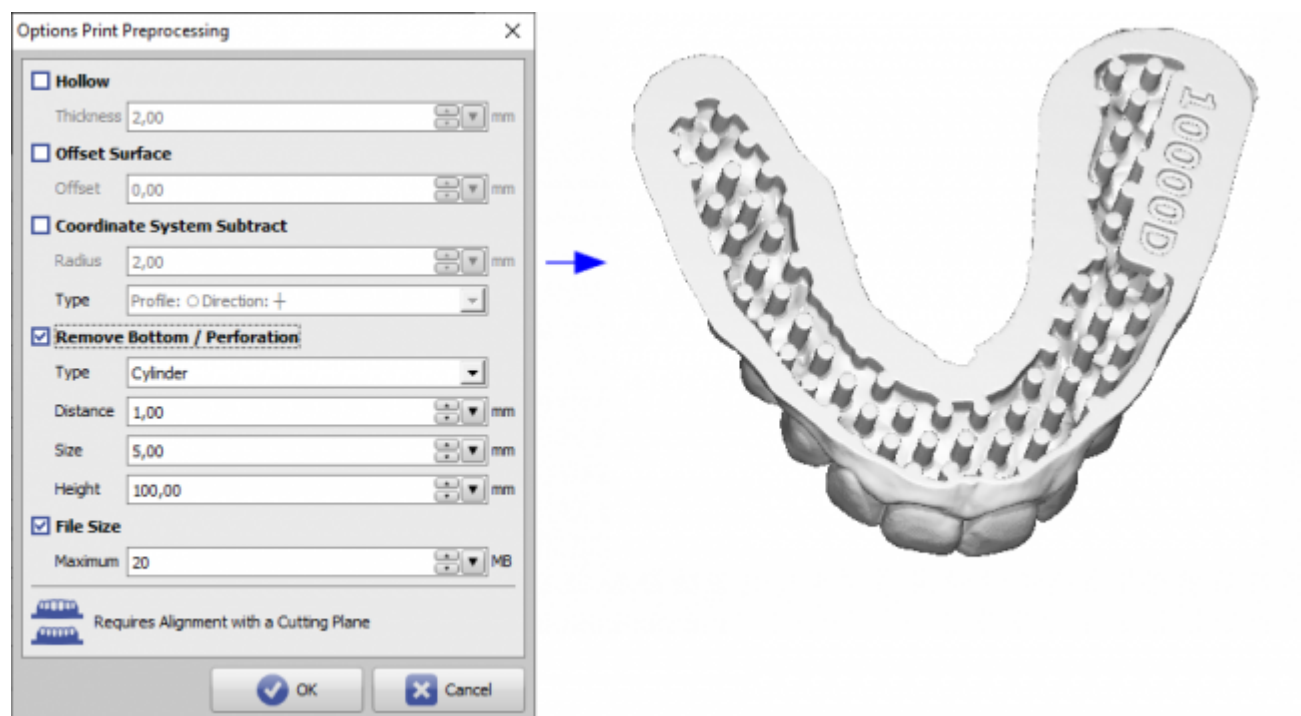 Options Print Preprocessing
Hollow
Thickness 2,00 mm
Offset Surface
Offset 0,00 mm
Coordinate System Subtract
Radius 2,00 mm
Type Profile: ○ Direction: ┼
Remove Bottom / Perforation
Type Cylinder
Distance 1,00 mm
Size 5,00 mm
Height 100,00 mm
File Size
Maximum 20 MB
Requires Alignment with a Cutting Plane
OK Cancel
10000D